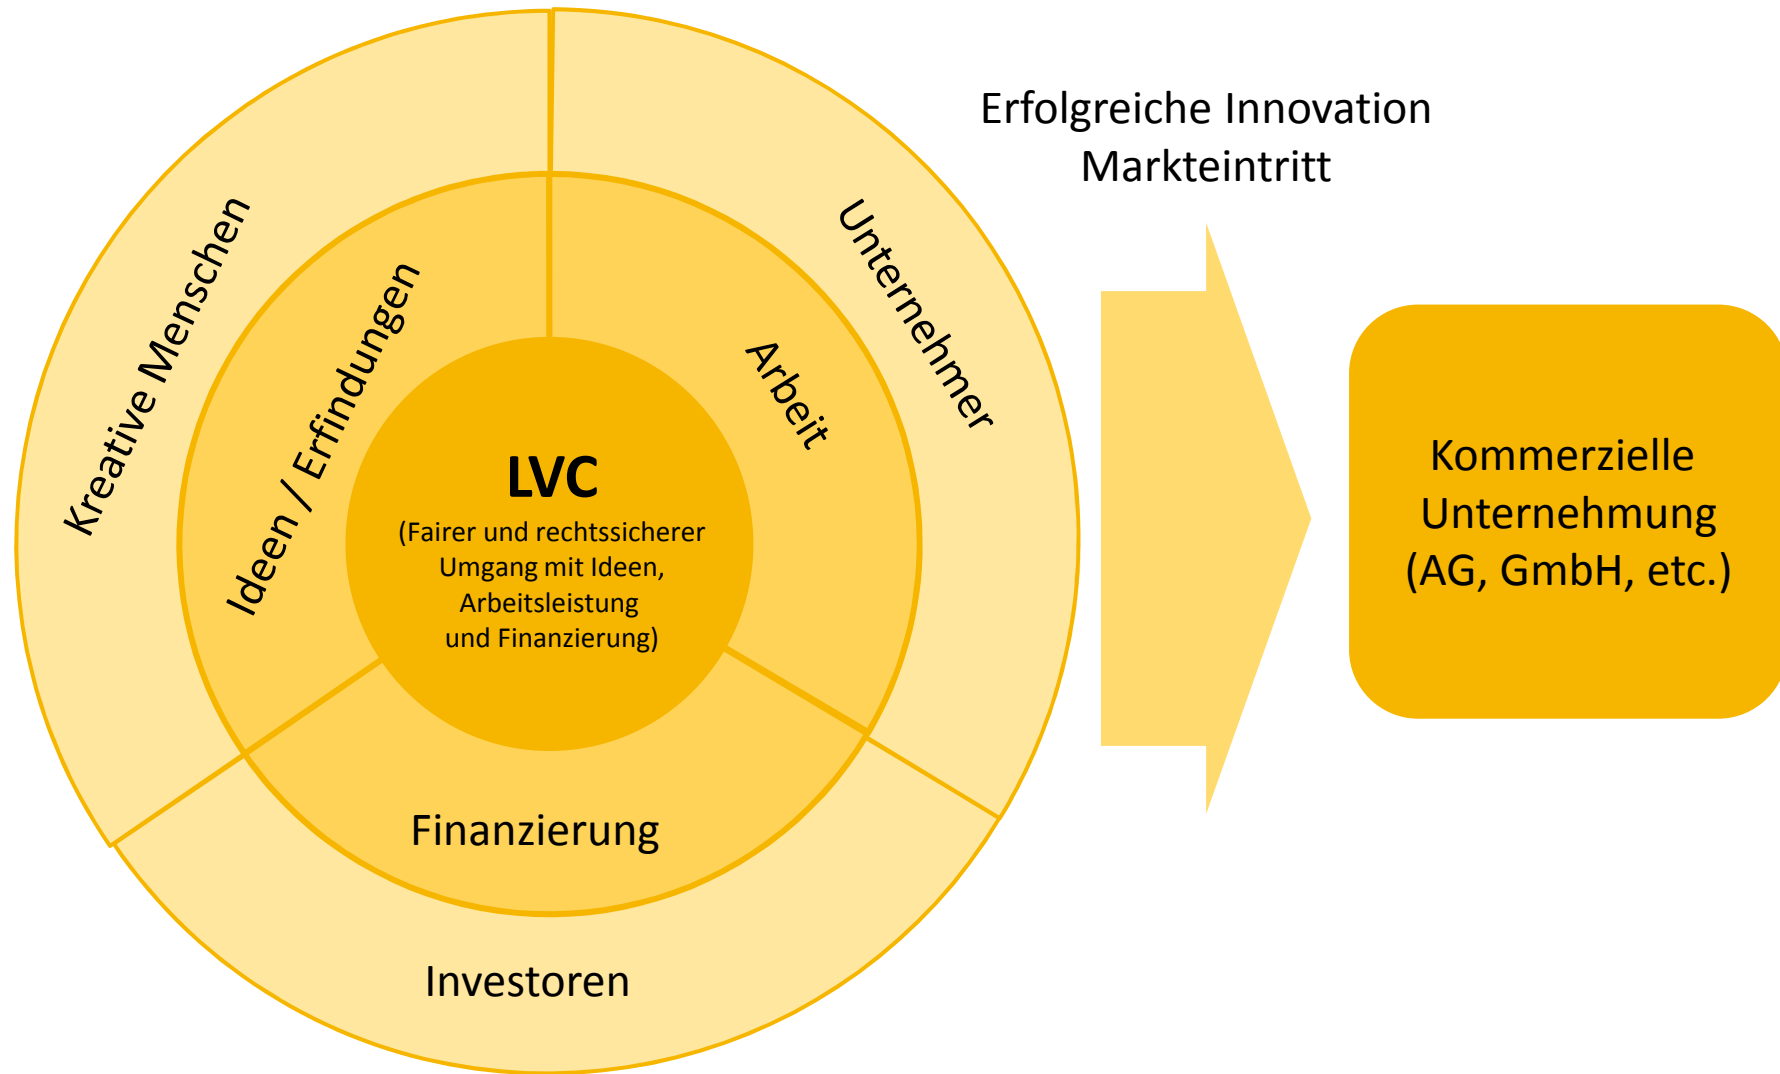 Erfolgreiche Innovation
Markteintritt
Kreative Menschen
Ideen / Erfindungen
Unternehmer
Arbeit
LVC
(Fairer und rechtssicherer
Umgang mit Ideen,
Arbeitsleistung
und Finanzierung)
Finanzierung
Investoren
Kommerzielle
Unternehmung
(AG, GmbH, etc.)